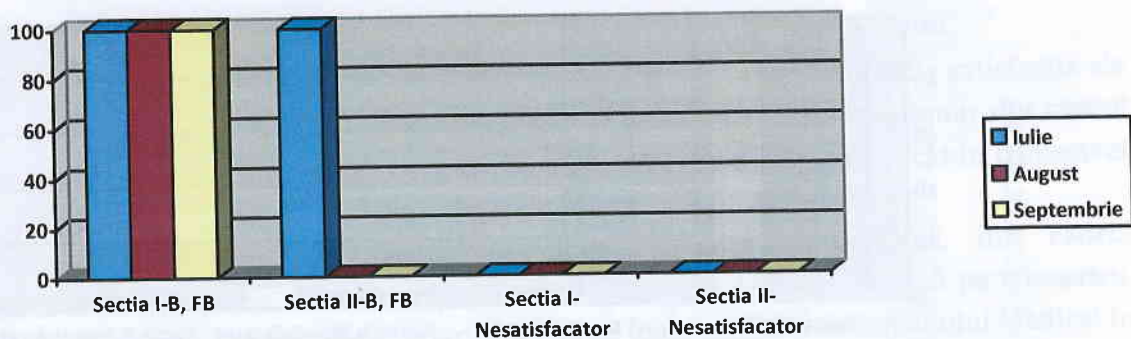 100
80
60
40
20
0
Sectia I-B, FB
Sectia II-B, FB
Sectia I-
Nesatisfacator
Sectia II-
Nesatisfacator
Iulie
August
Septembrie